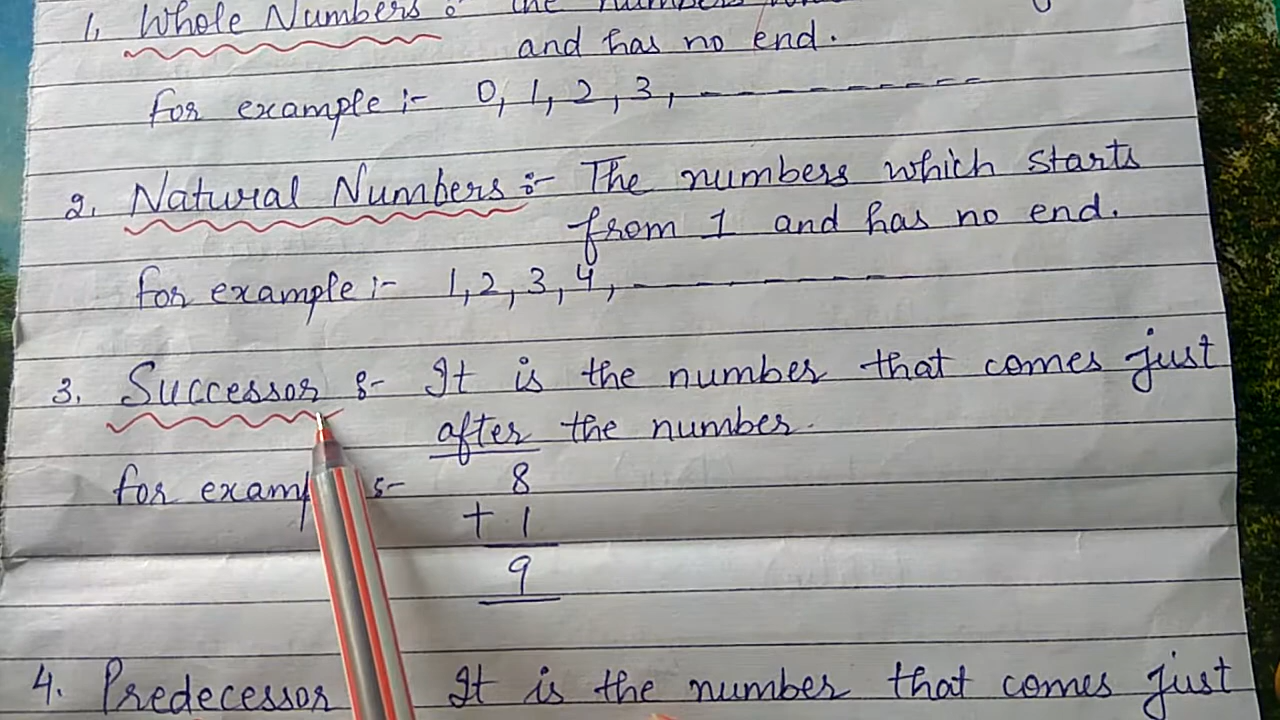 1, Whole Numbers :- the numbers
and has no end.
for example :- 0, 1, 2, 3, ----------
2. Natural Numbers :- The numbers which starts
from 1 and has no end.
for example :- 1, 2, 3, 4, ----------
3. Successor :- It is the number that comes just
after the number.
for examp :- 8
+ 1
9
4. Predecessor It is the number that comes just